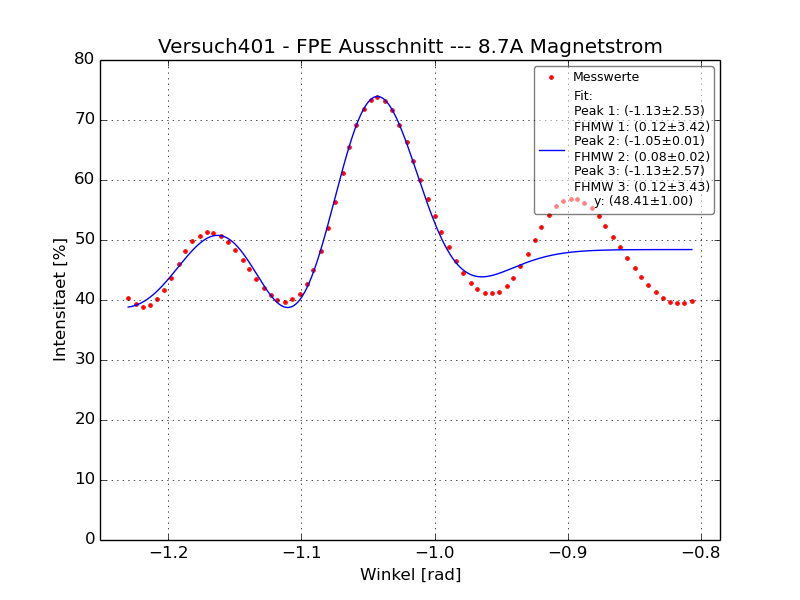 Versuch401 - FPE Ausschnitt --- 8.7A Magnetstrom
80
70
60
50
40
30
20
10
0
Intensitaet [%]
Messwerte
Fit:
Peak 1: (-1.13±2.53)
FHMW 1: (0.12±3.42)
Peak 2: (-1.05±0.01)
FHMW 2: (0.08±0.02)
Peak 3: (-1.13±2.57)
FHMW 3: (0.12±3.43)
y: (48.41±1.00)
−1.2 −1.1 −1.0 −0.9 −0.8
Winkel [rad]